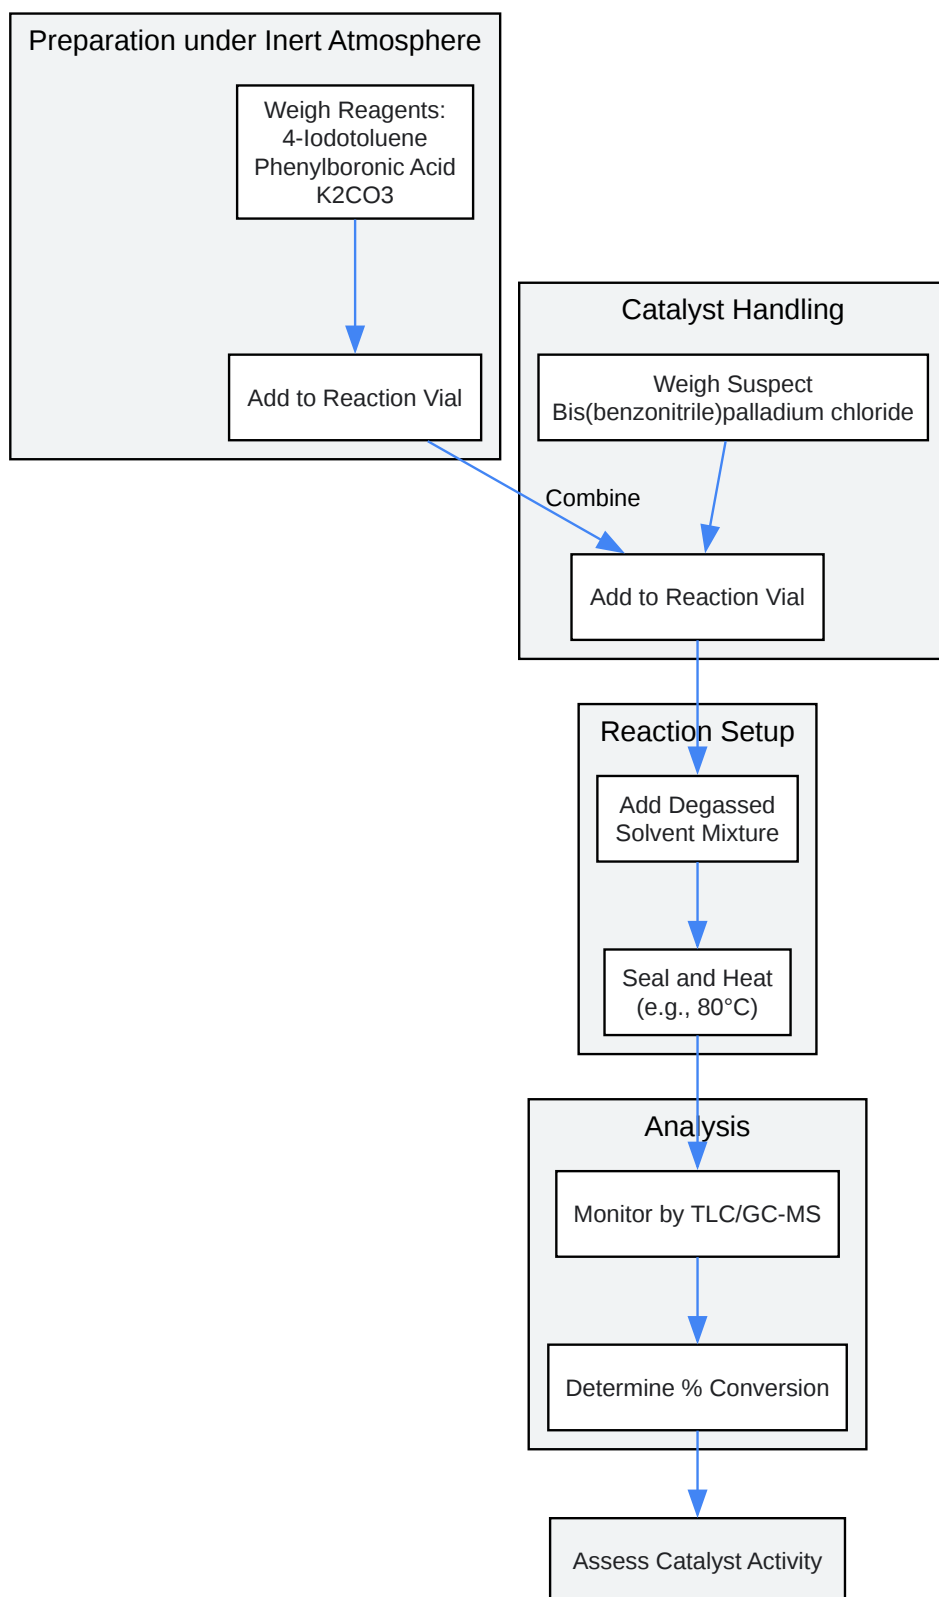 Preparation under Inert Atmosphere
Weigh Reagents:
4-Iodotoluene
Phenylboronic Acid
K2CO3
Add to Reaction Vial
Catalyst Handling
Weigh Suspect
Bis(benzonitrile)palladium chloride
Combine
Add to Reaction Vial
Reaction Setup
Add Degassed
Solvent Mixture
Seal and Heat
(e.g., 80°C)
Analysis
Monitor by TLC/GC-MS
Determine % Conversion
Assess Catalyst Activity